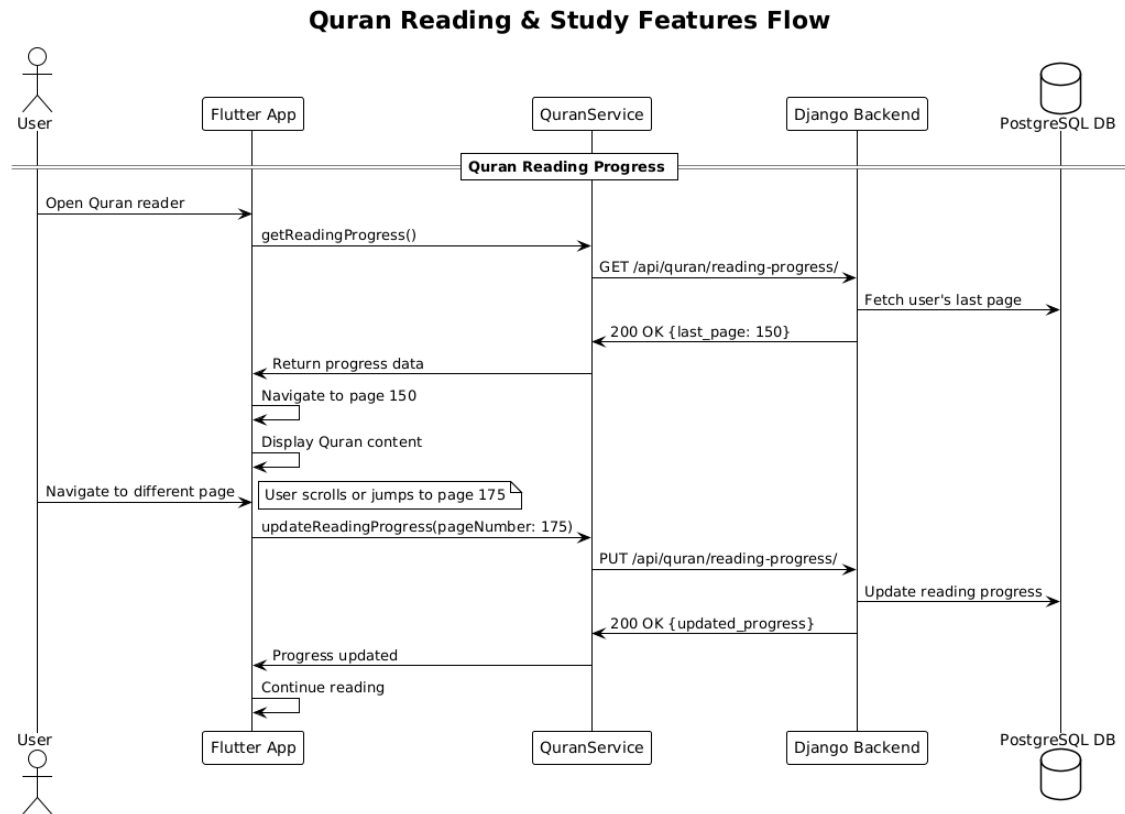 Quran Reading & Study Features Flow
User
Flutter App
QuranService
Django Backend
PostgreSQL DB
Quran Reading Progress
Open Quran reader
getReadingProgress()
GET /api/quran/reading-progress/
Fetch user's last page
200 OK {last_page: 150}
Return progress data
Navigate to page 150
Display Quran content
Navigate to different page
User scrolls or jumps to page 175
updateReadingProgress(pageNumber: 175)
PUT /api/quran/reading-progress/
Update reading progress
200 OK {updated_progress}
Progress updated
Continue reading
User
Flutter App
QuranService
Django Backend
PostgreSQL DB